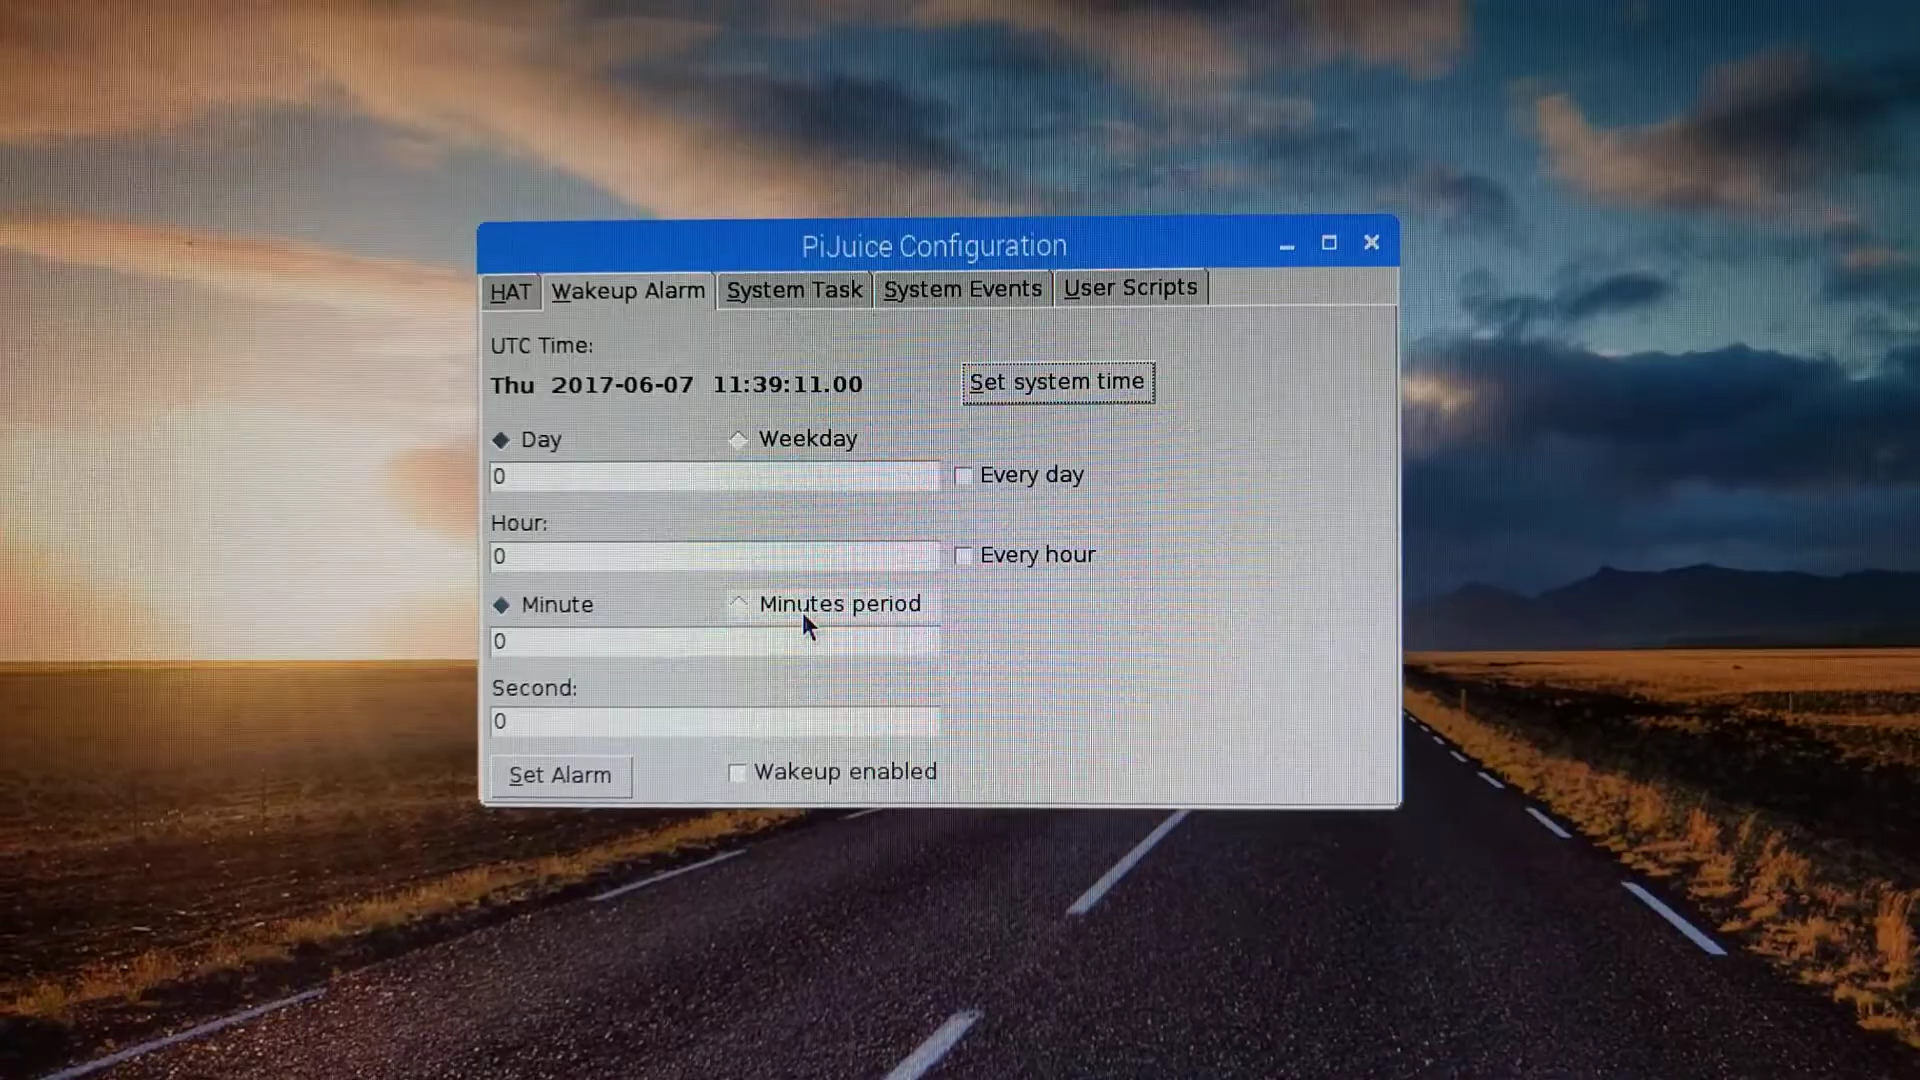 PiJuice Configuration
HAT Wakeup Alarm System Task System Events User Scripts
UTC Time:
Thu 2017-06-07 11:39:11.00 Set system time
Day Weekday
0 Every day
Hour:
0 Every hour
Minute Minutes period
0
Second:
0
Set Alarm Wakeup enabled